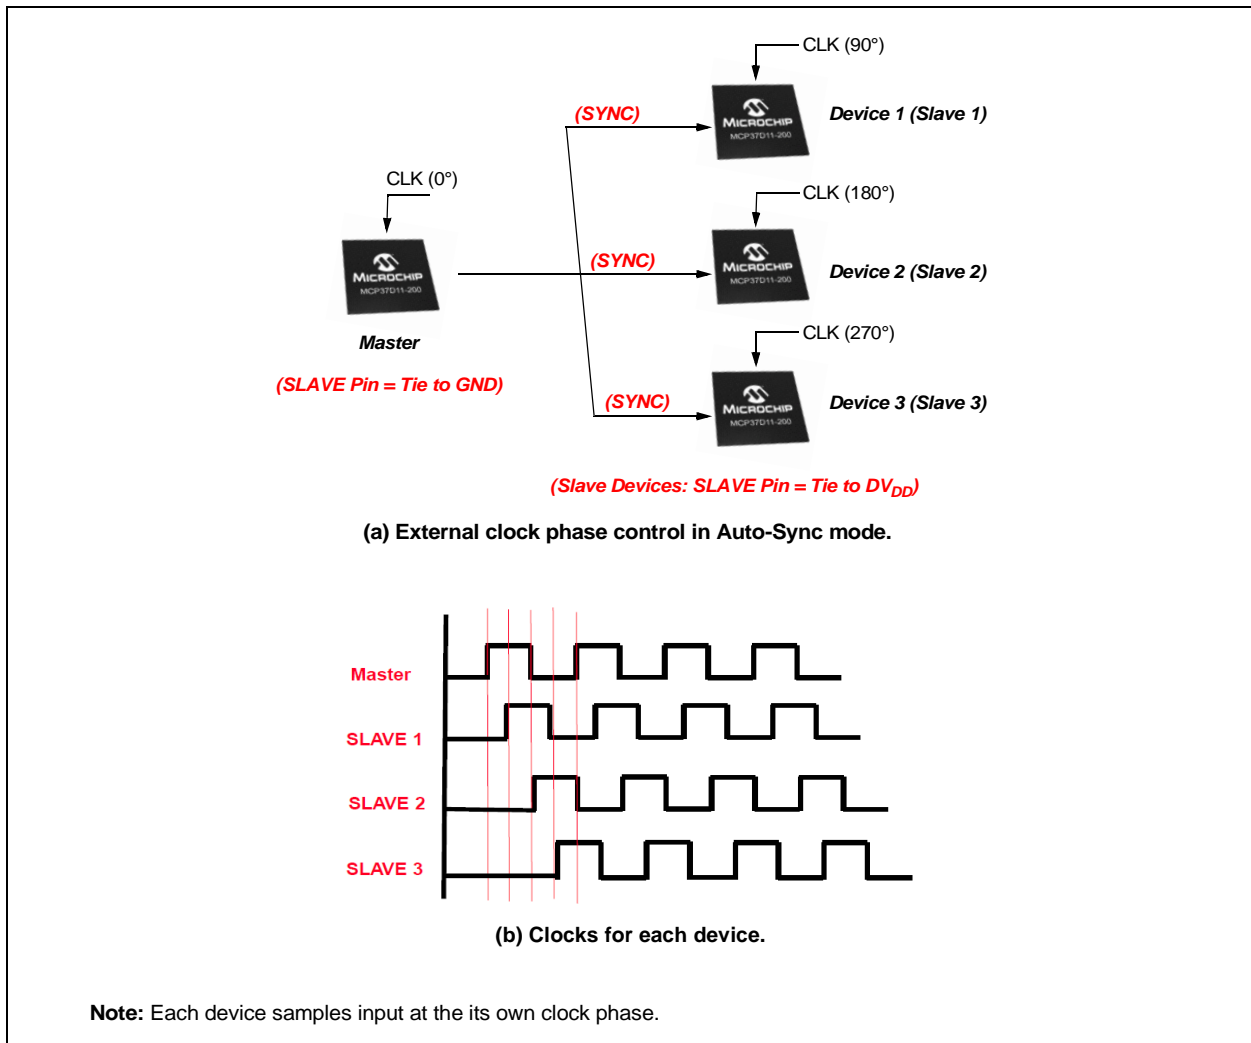 CLK (90°)
(SYNC)
MICROCHIP
MCP37D11-200
Device 1 (Slave 1)
CLK (0°)
CLK (180°)
MICROCHIP
MCP37D11-200
(SYNC)
MICROCHIP
MCP37D11-200
Device 2 (Slave 2)
Master
CLK (270°)
(SLAVE Pin = Tie to GND)
(SYNC)
MICROCHIP
MCP37D11-200
Device 3 (Slave 3)
(Slave Devices: SLAVE Pin = Tie to DVDD)
(a) External clock phase control in Auto-Sync mode.
Master
SLAVE 1
SLAVE 2
SLAVE 3
(b) Clocks for each device.
Note: Each device samples input at the its own clock phase.